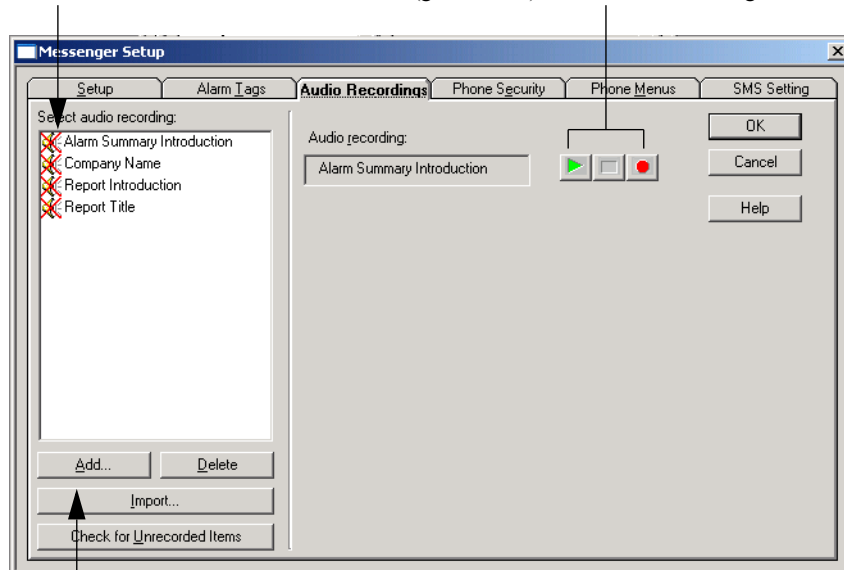 Messenger Setup
Setup
Alarm Tags
Audio Recordings
Phone Security
Phone Menus
SMS Setting
Select audio recording:
Alarm Summary Introduction
Company Name
Report Introduction
Report Title
Add...
Delete
Import...
Check for Unrecorded Items
Audio recording:
Alarm Summary Introduction
OK
Cancel
Help